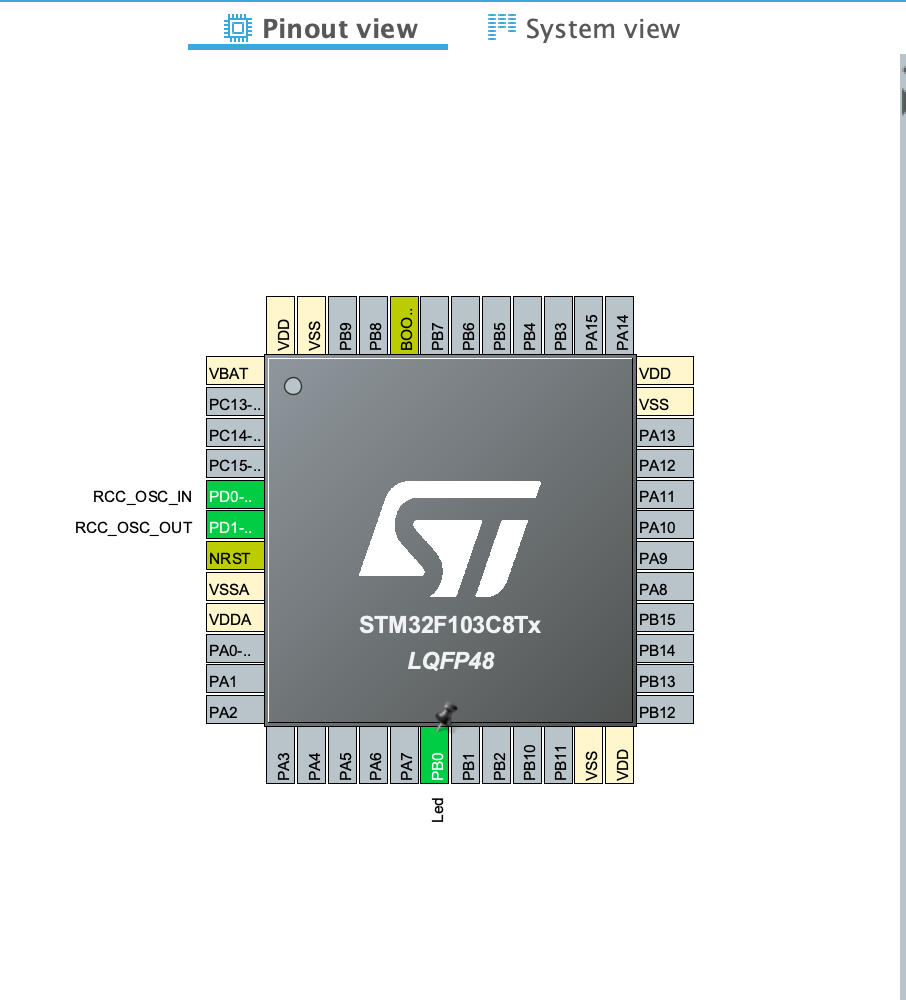 Pinout view
System view
VDD
VSS
PB9
PB8
BOO..
PB7
PB6
PB5
PB4
PB3
PA15
PA14
VBAT
PC13-..
PC14-..
PC15-..
RCC_OSC_IN
PD0-..
RCC_OSC_OUT
PD1-..
NRST
VSSA
VDDA
PA0-..
PA1
PA2
VDD
VSS
PA13
PA12
PA11
PA10
PA9
PA8
PB15
PB14
PB13
PB12
ST
STM32F103C8Tx
LQFP48
PA3
PA4
PA5
PA6
PA7
PB0
PB1
PB2
PB10
PB11
VSS
VDD
Led